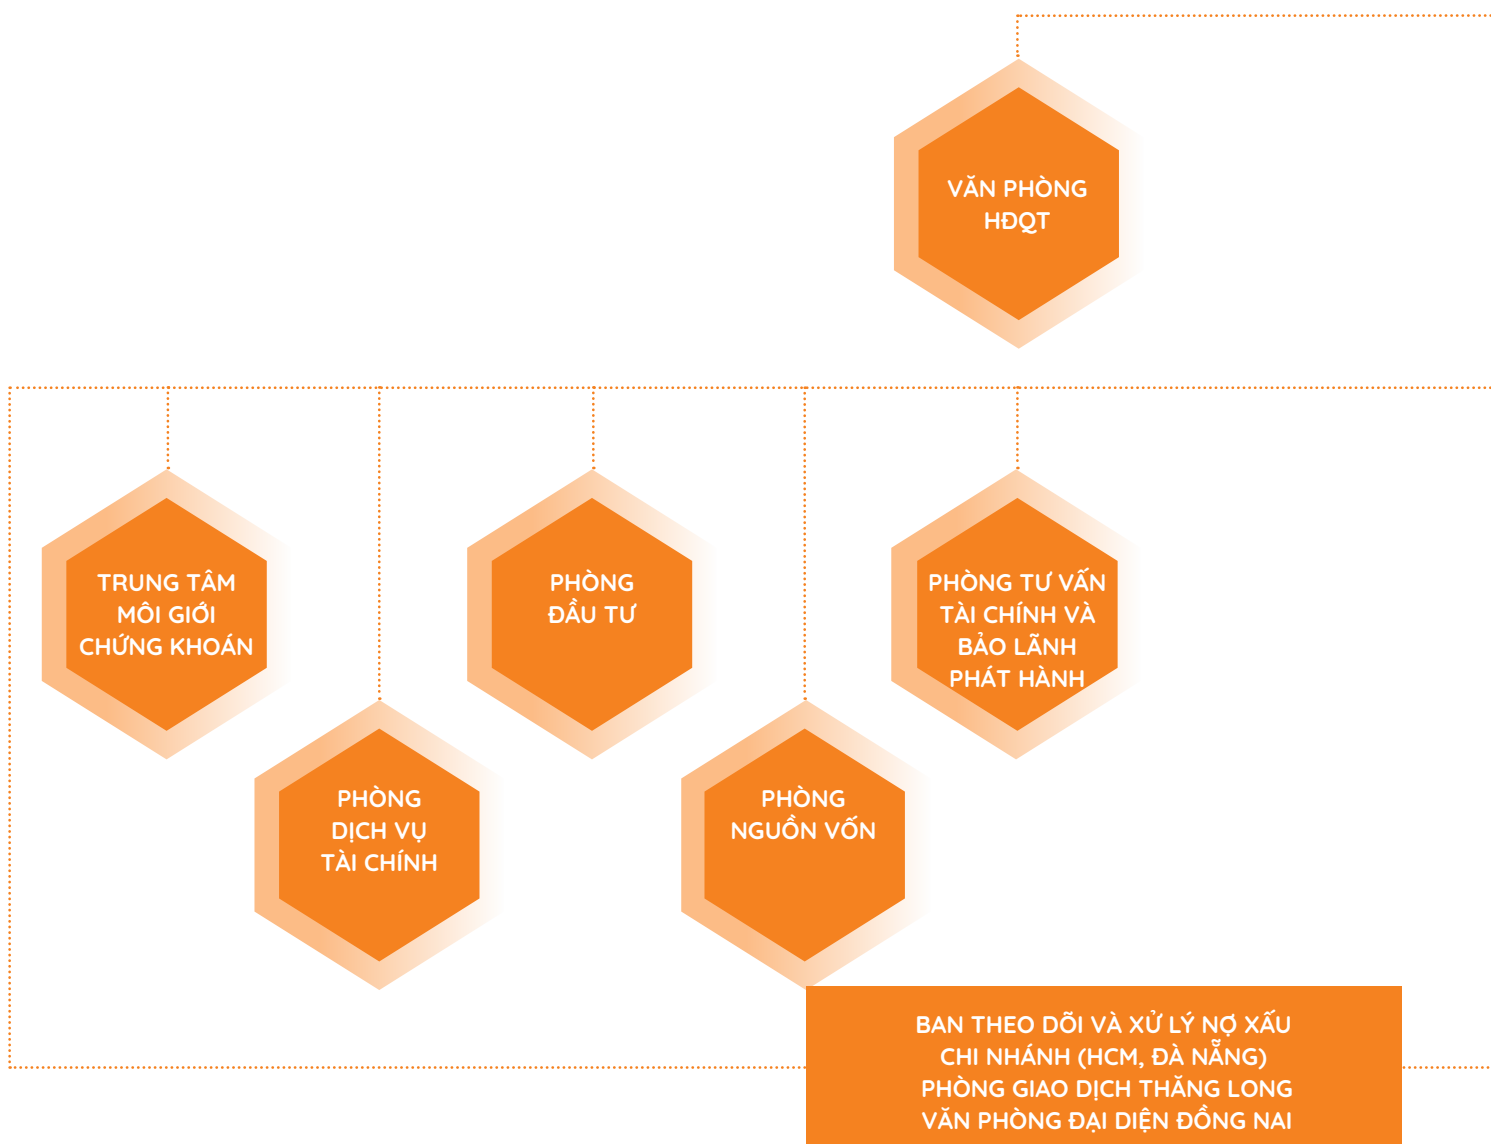 VĂN PHÒNG
HĐQT
TRUNG TÂM
MÔI GIỚI
CHỨNG KHOÁN
PHÒNG
ĐẦU TƯ
PHÒNG TƯ VẤN
TÀI CHÍNH VÀ
BẢO LÃNH
PHÁT HÀNH
PHÒNG
DỊCH VỤ
TÀI CHÍNH
PHÒNG
NGUỒN VỐN
BAN THEO DÕI VÀ XỬ LÝ NỢ XẤU
CHI NHÁNH (HCM, ĐÀ NẴNG)
PHÒNG GIAO DỊCH THĂNG LONG
VĂN PHÒNG ĐẠI DIỆN ĐỒNG NAI